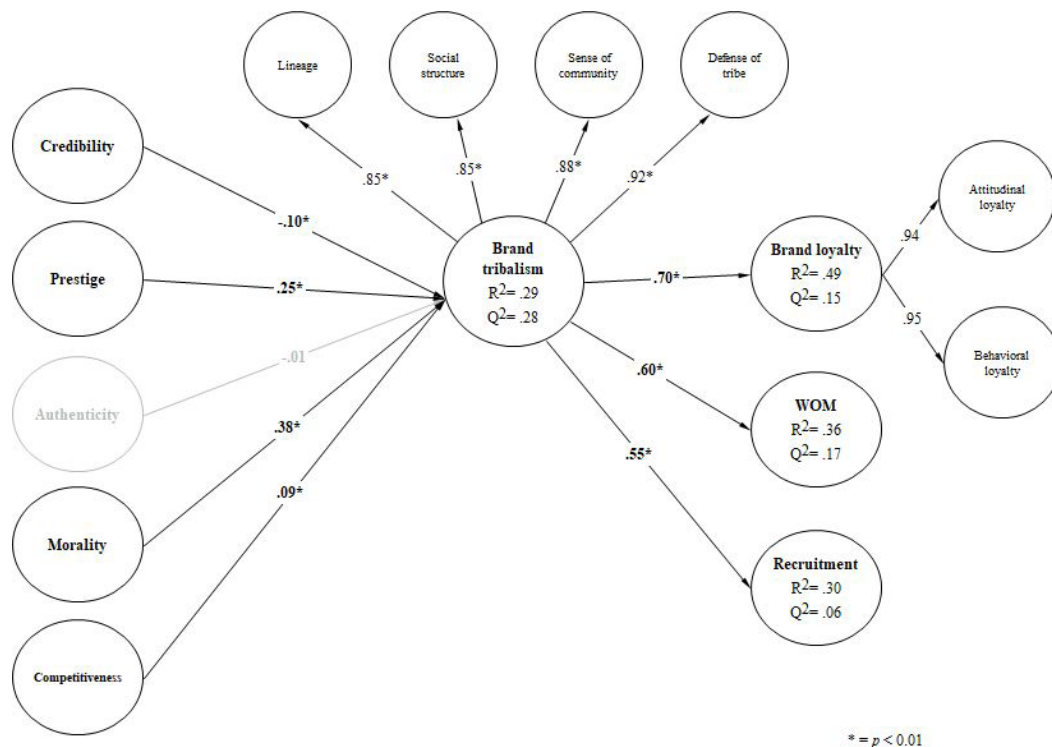 Lineage
Social
structure
Sense of
community
Defense of
tribe
Credibility
Prestige
Authenticity
Morality
Competitiveness
-.10*
.25*
-.01
.38*
.09*
.85*
.85*
.88*
.92*
Brand
tribalism
R²= .29
Q²= .28
.70*
.60*
.55*
Brand loyalty
R²= .49
Q²= .15
WOM
R²= .36
Q²= .17
Recruitment
R²= .30
Q²= .06
.94
.95
Attitudinal
loyalty
Behavioral
loyalty
* = p < 0.01